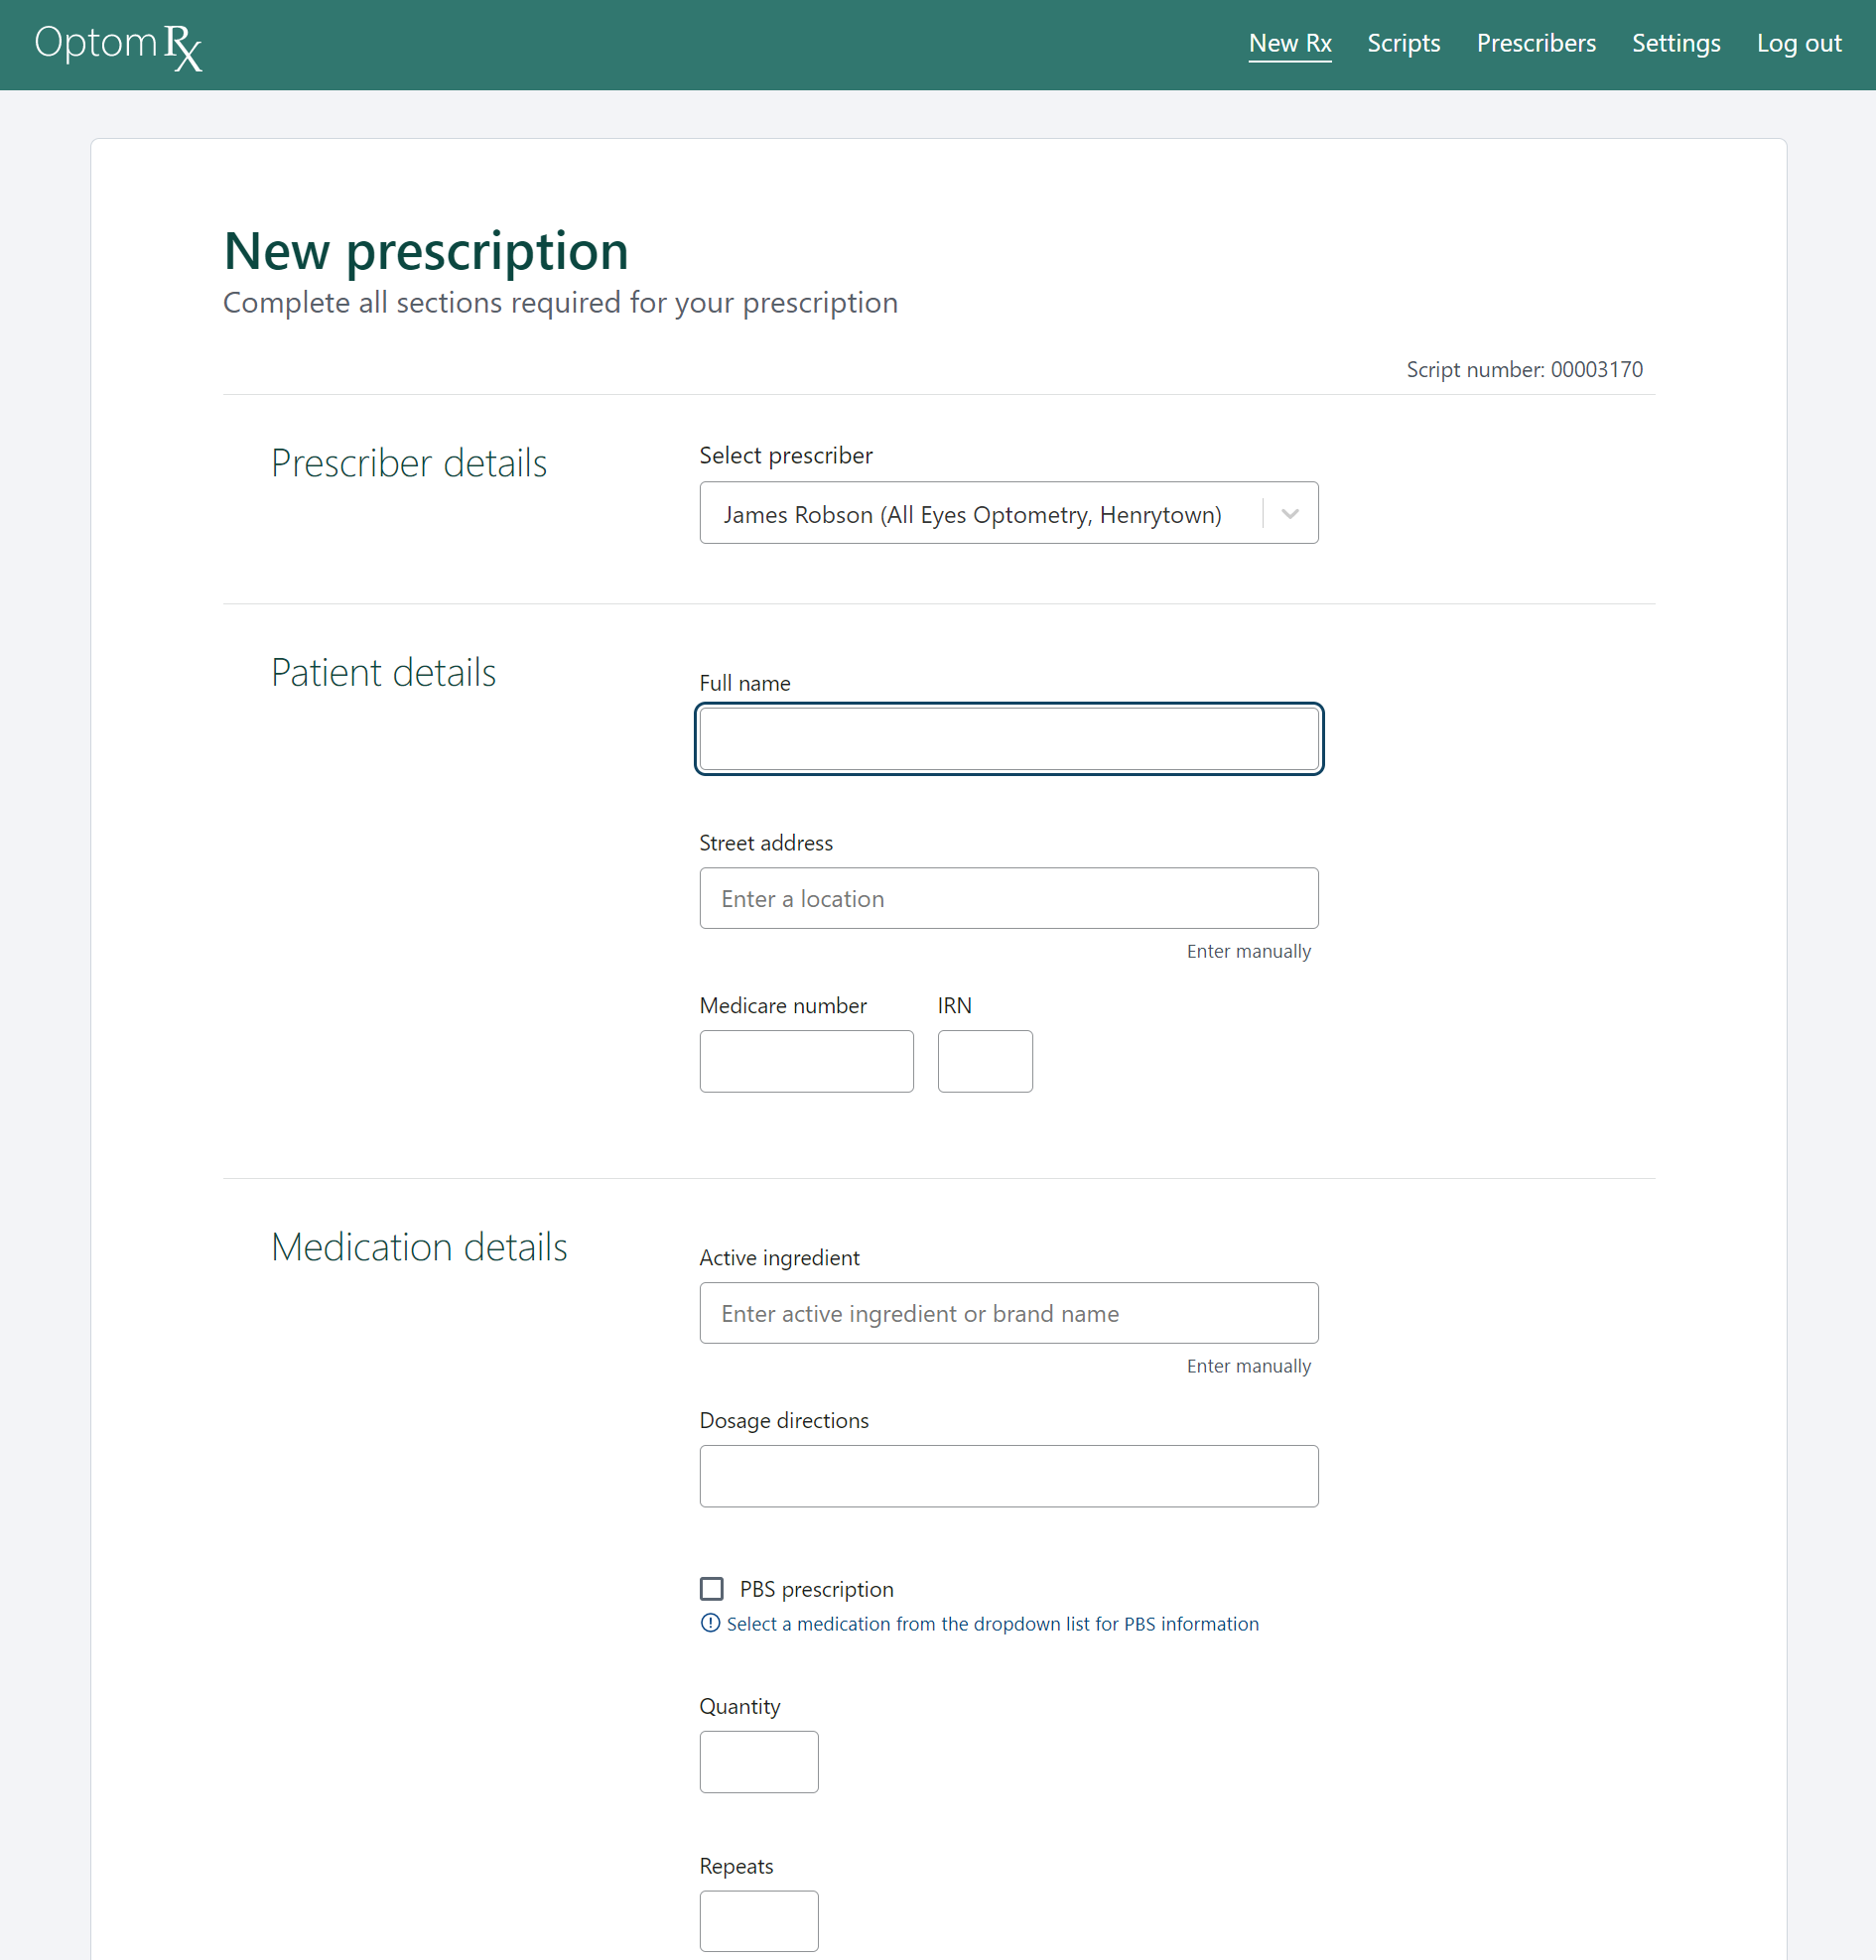 Optom Rx
New Rx Scripts Prescribers Settings Log out
New prescription
Complete all sections required for your prescription
Script number: 00003170
Prescriber details
Select prescriber
James Robson (All Eyes Optometry, Henrytown)
Patient details
Full name
Street address
Enter a location
Enter manually
Medicare number IRN
Medication details
Active ingredient
Enter active ingredient or brand name
Enter manually
Dosage directions
PBS prescription
Select a medication from the dropdown list for PBS information
Quantity
Repeats